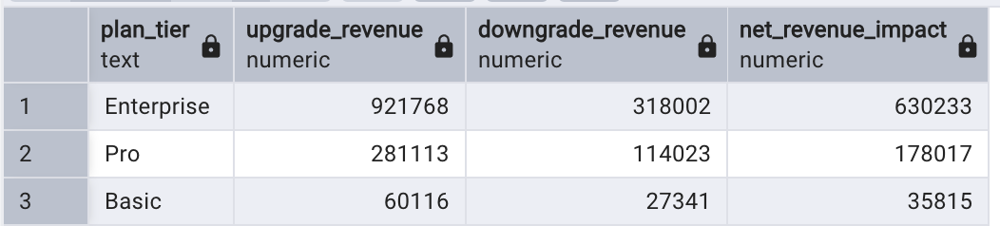 plan_tier upgrade_revenue downgrade_revenue net_revenue_impact
text numeric numeric numeric
1 Enterprise 921768 318002 630233
2 Pro 281113 114023 178017
3 Basic 60116 27341 35815